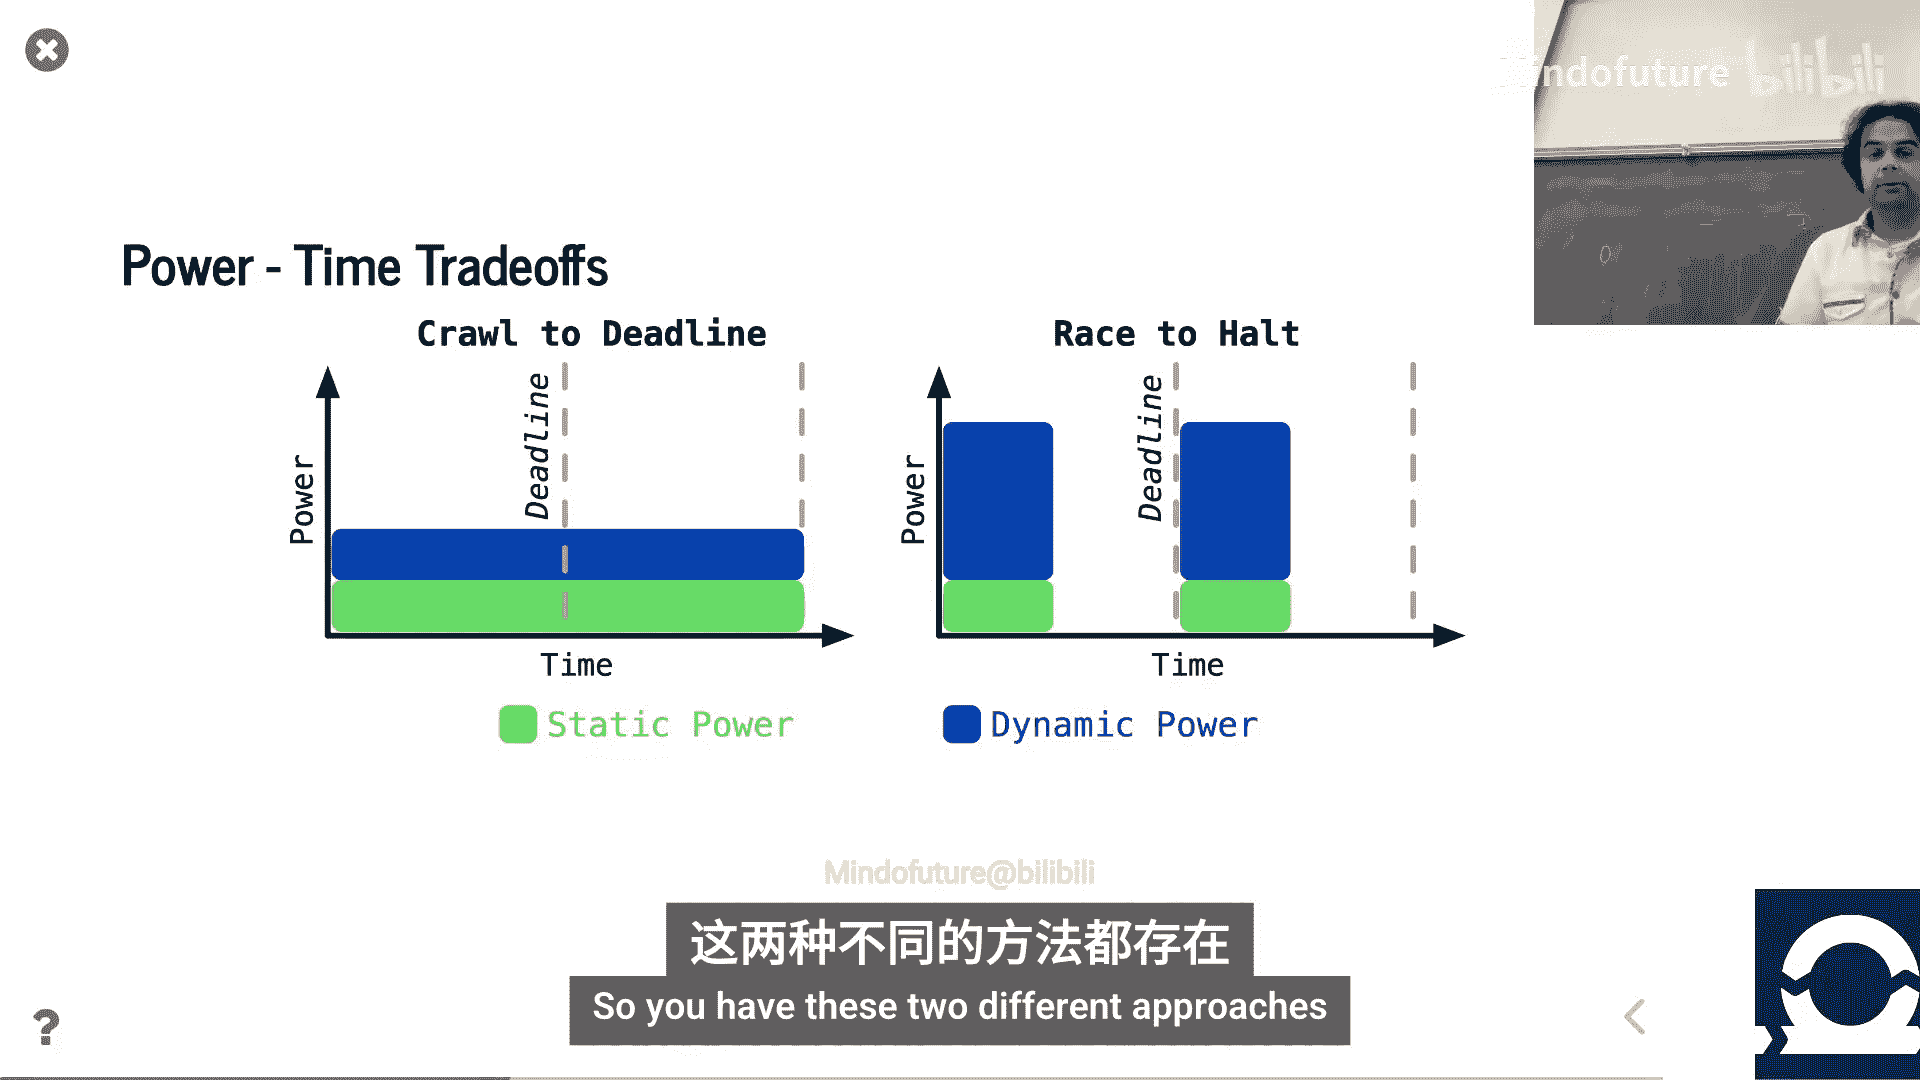 indofuture bilibili
Power - Time Tradeoffs
Crawl to Deadline
Race to Halt
Power
Deadline
Time
Power
Deadline
Time
Static Power
Dynamic Power
Mindofuture@bilibili
这两种不同的方法都存在
So you have these two different approaches
?